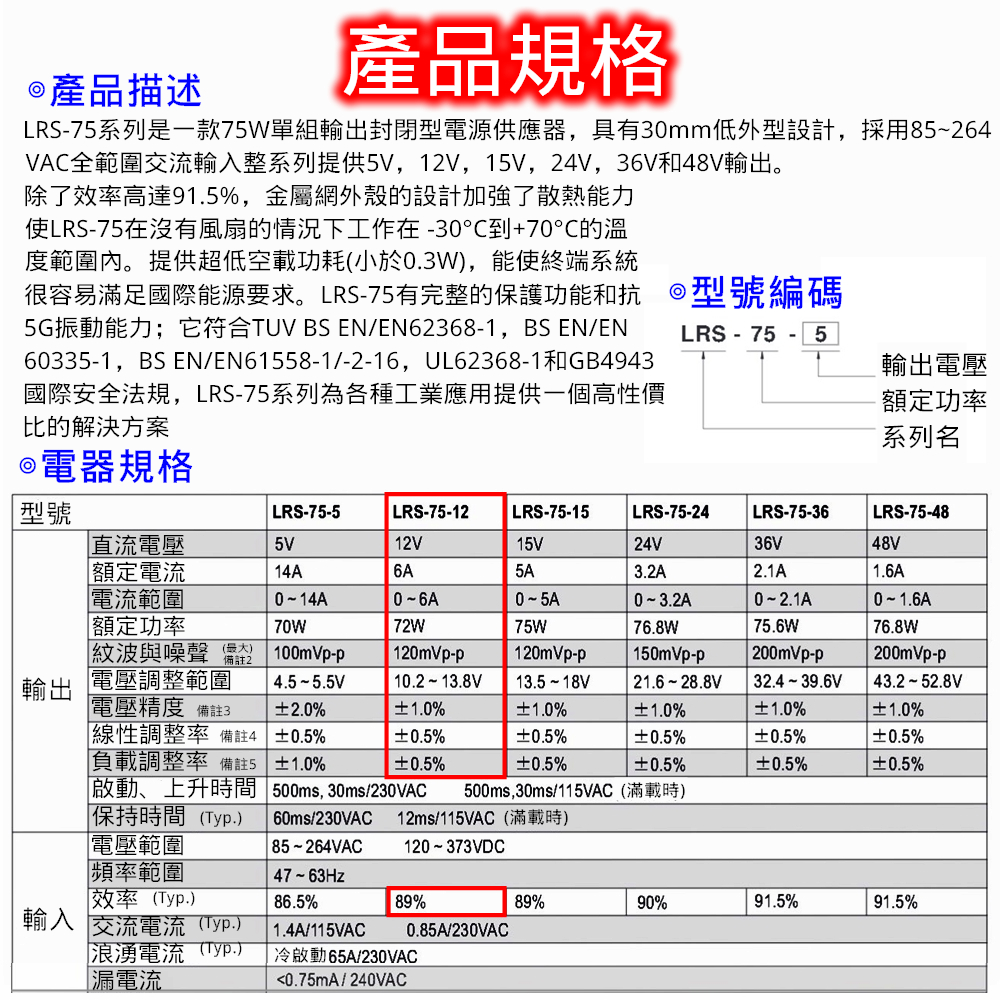 產品規格
◎產品描述
LRS-75系列是一款75W單組輸出封閉型電源供應器，具有30mm低外型設計，採用85~264
VAC全範圍交流輸入整系列提供5V，12V，15V，24V，36V和48V輸出。
除了效率高達91.5%，金屬網外殼的設計加強了散熱能力
使LRS-75在沒有風扇的情況下工作在 -30°C到+70°C的溫
度範圍內。提供超低空載功耗(小於0.3W)，能使終端系統
很容易滿足國際能源要求。LRS-75有完整的保護功能和抗
5G振動能力；它符合TUV BS EN/EN62368-1，BS EN/EN
60335-1，BS EN/EN61558-1/-2-16，UL62368-1和GB4943
國際安全法規，LRS-75系列為各種工業應用提供一個高性價
比的解決方案
◎型號編碼
LRS - 75 - 5
輸出電壓
額定功率
系列名
◎電器規格
型號 LRS-75-5 LRS-75-12 LRS-75-15 LRS-75-24 LRS-75-36 LRS-75-48
輸出
直流電壓 5V 12V 15V 24V 36V 48V
額定電流 14A 6A 5A 3.2A 2.1A 1.6A
電流範圍 0 ~ 14A 0 ~ 6A 0 ~ 5A 0 ~ 3.2A 0 ~ 2.1A 0 ~ 1.6A
額定功率 70W 72W 75W 76.8W 75.6W 76.8W
紋波與噪聲 (最大) 備註2 100mVp-p 120mVp-p 120mVp-p 150mVp-p 200mVp-p 200mVp-p
電壓調整範圍 4.5 ~ 5.5V 10.2 ~ 13.8V 13.5 ~ 18V 21.6 ~ 28.8V 32.4 ~ 39.6V 43.2 ~ 52.8V
電壓精度 備註3 ±2.0% ±1.0% ±1.0% ±1.0% ±1.0% ±1.0%
線性調整率 備註4 ±0.5% ±0.5% ±0.5% ±0.5% ±0.5% ±0.5%
負載調整率 備註5 ±1.0% ±0.5% ±0.5% ±0.5% ±0.5% ±0.5%
啟動、上升時間 500ms, 30ms/230VAC 500ms,30ms/115VAC (滿載時)
保持時間 (Typ.) 60ms/230VAC 12ms/115VAC (滿載時)
輸入
電壓範圍 85 ~ 264VAC 120 ~ 373VDC
頻率範圍 47 ~ 63Hz
效率 (Typ.) 86.5% 89% 89% 90% 91.5% 91.5%
交流電流 (Typ.) 1.4A/115VAC 0.85A/230VAC
浪湧電流 (Typ.) 冷啟動65A/230VAC
漏電流 <0.75mA / 240VAC